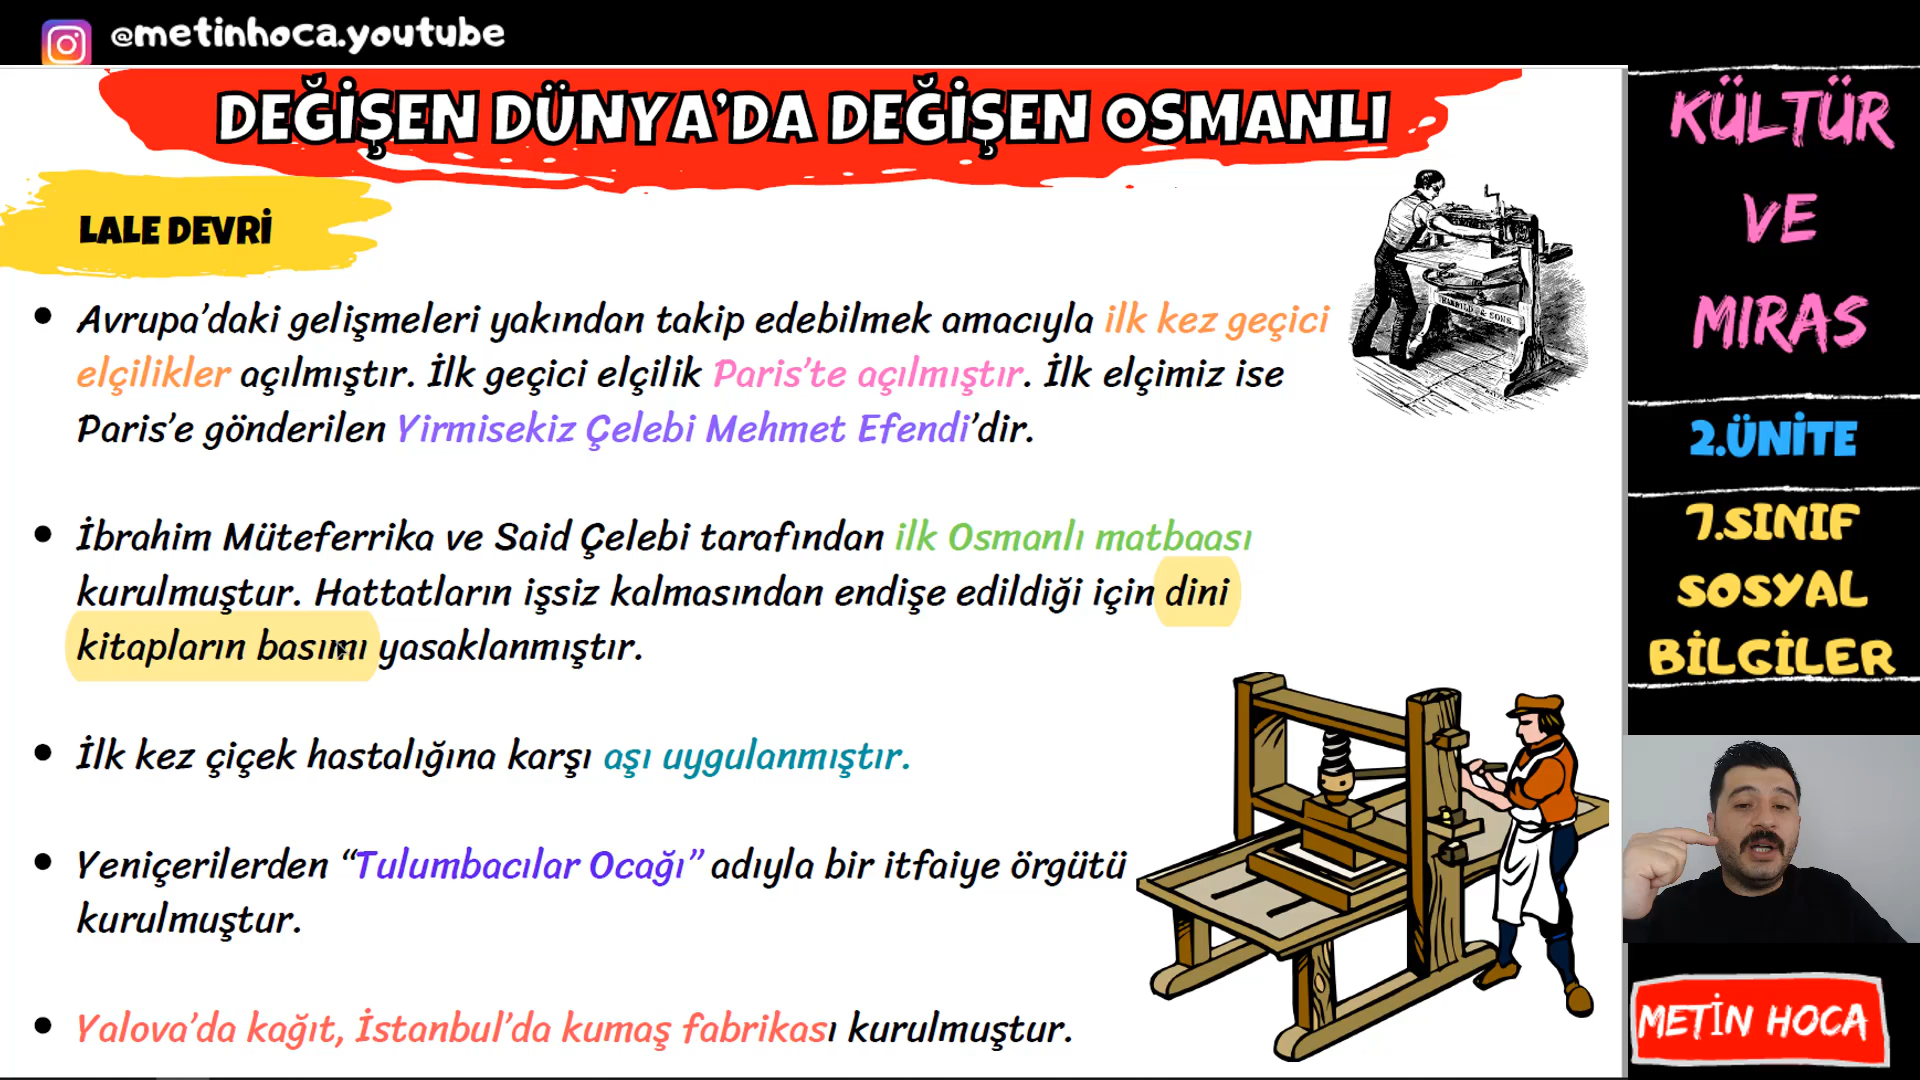 @metinhoca.youtube
DEĞİŞEN DÜNYA'DA DEĞİŞEN OSMANLI
LALE DEVRİ
• Avrupa'daki gelişmeleri yakından takip edebilmek amacıyla ilk kez geçici
elçilikler açılmıştır. İlk geçici elçilik Paris'te açılmıştır. İlk elçimiz ise
Paris'e gönderilen Yirmisekiz Çelebi Mehmet Efendi'dir.
• İbrahim Müteferrika ve Said Çelebi tarafından ilk Osmanlı matbaası
kurulmuştur. Hattatların işsiz kalmasından endişe edildiği için dini
kitapların basımı yasaklanmıştır.
• İlk kez çiçek hastalığına karşı aşı uygulanmıştır.
• Yeniçerilerden “Tulumbacılar Ocağı” adıyla bir itfaiye örgütü
kurulmuştur.
• Yalova'da kağıt, İstanbul'da kumaş fabrikası kurulmuştur.
KÜLTÜR
VE
MIRAS
2.ÜNİTE
7.SINIF
SOSYAL
BİLGİLER
METİN HOCA